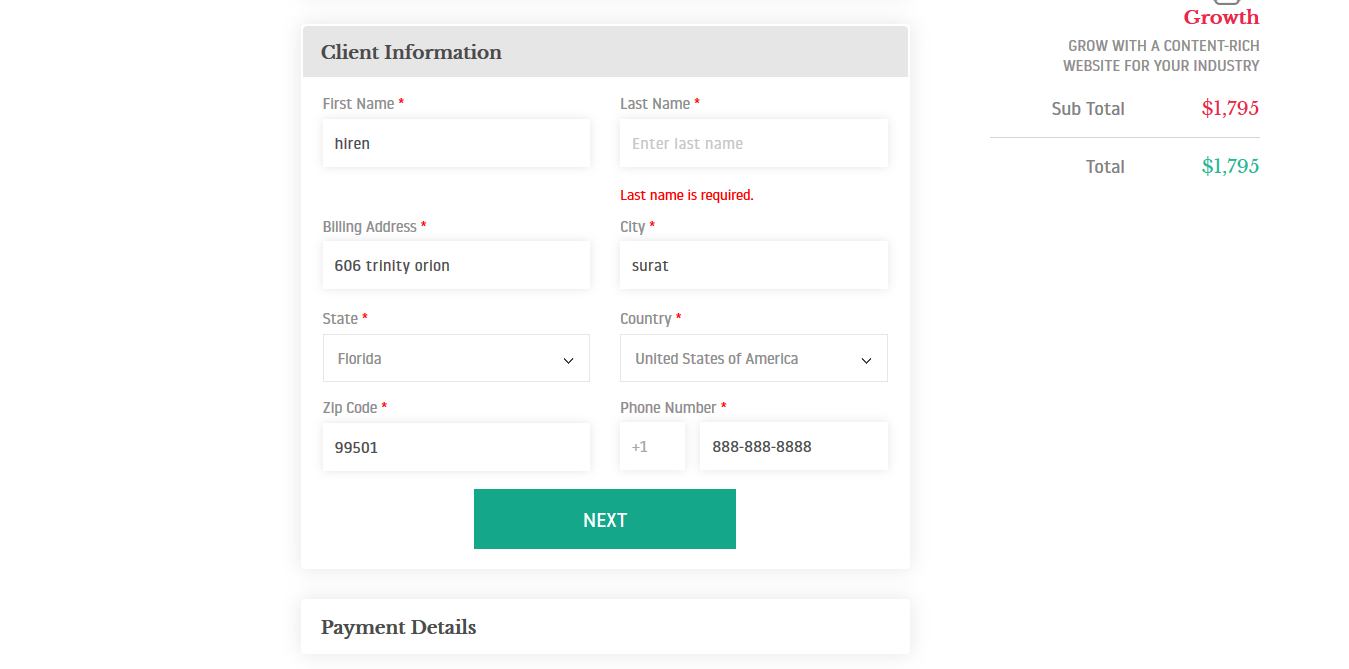 Client Information
First Name *
Last Name *
hiren
Enter last name
Last name is required.
Billing Address *
City *
606 trinity orion
surat
State *
Country *
Florida
United States of America
Zip Code *
Phone Number *
99501
+1
888-888-8888
NEXT
Payment Details
Growth
GROW WITH A CONTENT-RICH
WEBSITE FOR YOUR INDUSTRY
Sub Total
$1,795
Total
$1,795